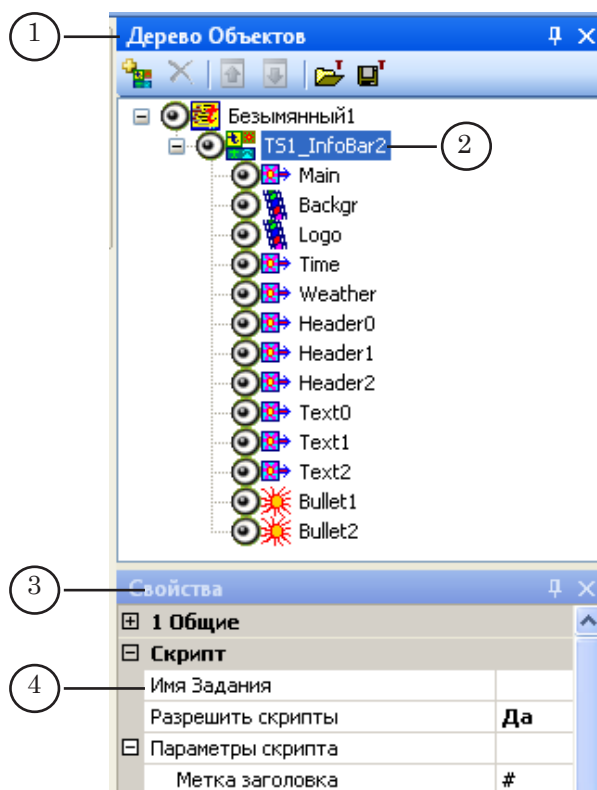 1
Дерево Объектов
Безымянный1
TS1_InfoBar2
2
Main
Backgr
Logo
Time
Weather
Header0
Header1
Header2
Text0
Text1
Text2
Bullet1
Bullet2
3
Свойства
1 Общие
Скрипт
4
Имя Задания
Разрешить скрипты Да
Параметры скрипта
Метка заголовка #